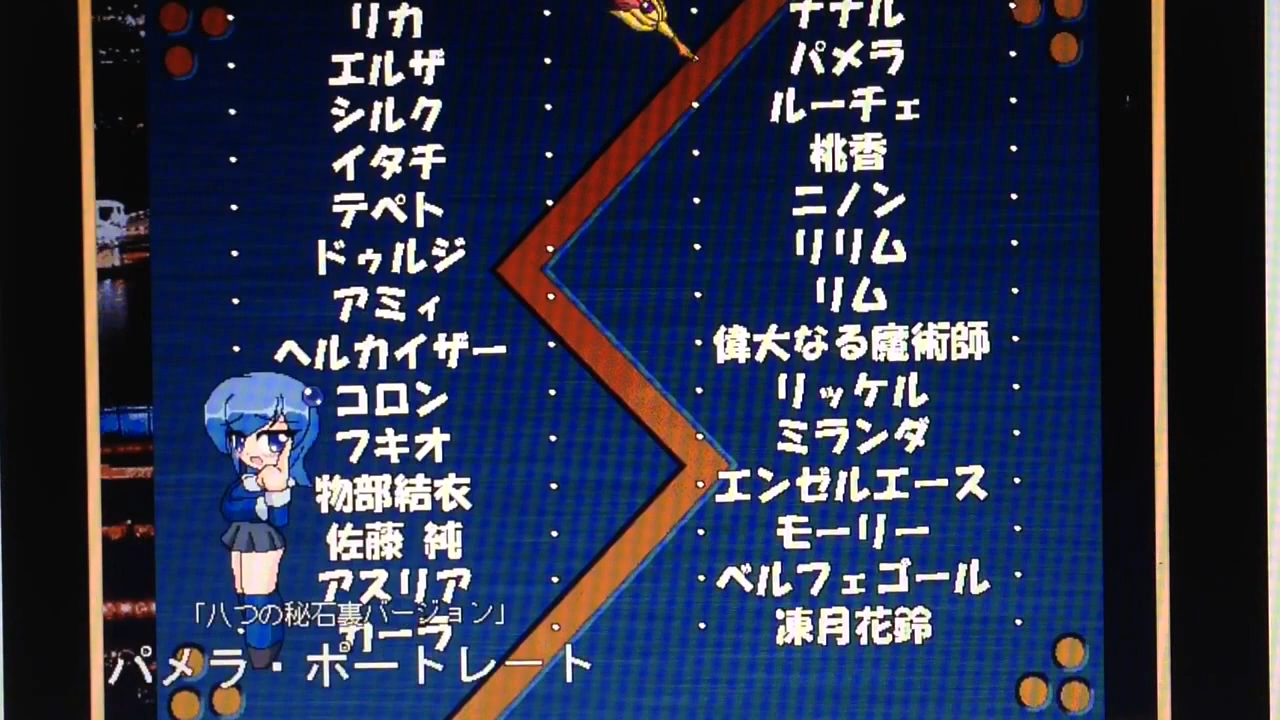 リカ
エルザ
シルク
イタチ
テペト
ドゥルジ
アミィ
ヘルカイザー
コロン
フキオ
物部結衣
佐藤 純
アスリア
カーラ
ナナル
パメラ
ルーチェ
桃香
ニノン
リリム
リム
偉大なる魔術師
リッケル
ミランダ
エンゼルエース
モーリー
ベルフェゴール
凍月花鈴
「八つの秘石裏バージョン」
パメラ・ポートレート